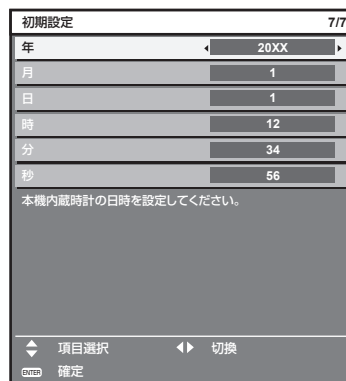 初期設定 7/7
年 20XX
月 1
日 1
時 12
分 34
秒 56
本機内蔵時計の日時を設定してください。
項目選択 切換
ENTER 確定